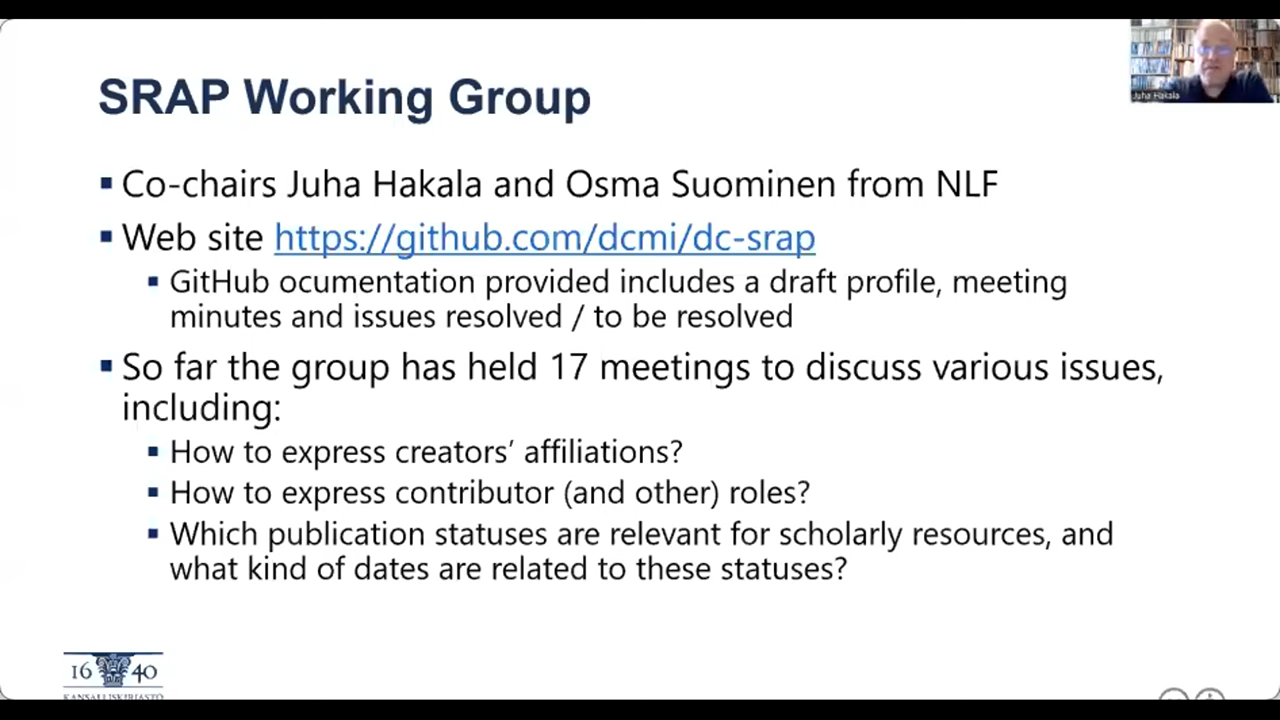 Juha Hakala
SRAP Working Group
▪ Co-chairs Juha Hakala and Osma Suominen from NLF
▪ Web site https://github.com/dcmi/dc-srap
▪ GitHub ocumentation provided includes a draft profile, meeting
minutes and issues resolved / to be resolved
▪ So far the group has held 17 meetings to discuss various issues,
including:
▪ How to express creators’ affiliations?
▪ How to express contributor (and other) roles?
▪ Which publication statuses are relevant for scholarly resources, and
what kind of dates are related to these statuses?
16 40
KANSALLISKIRJASTO